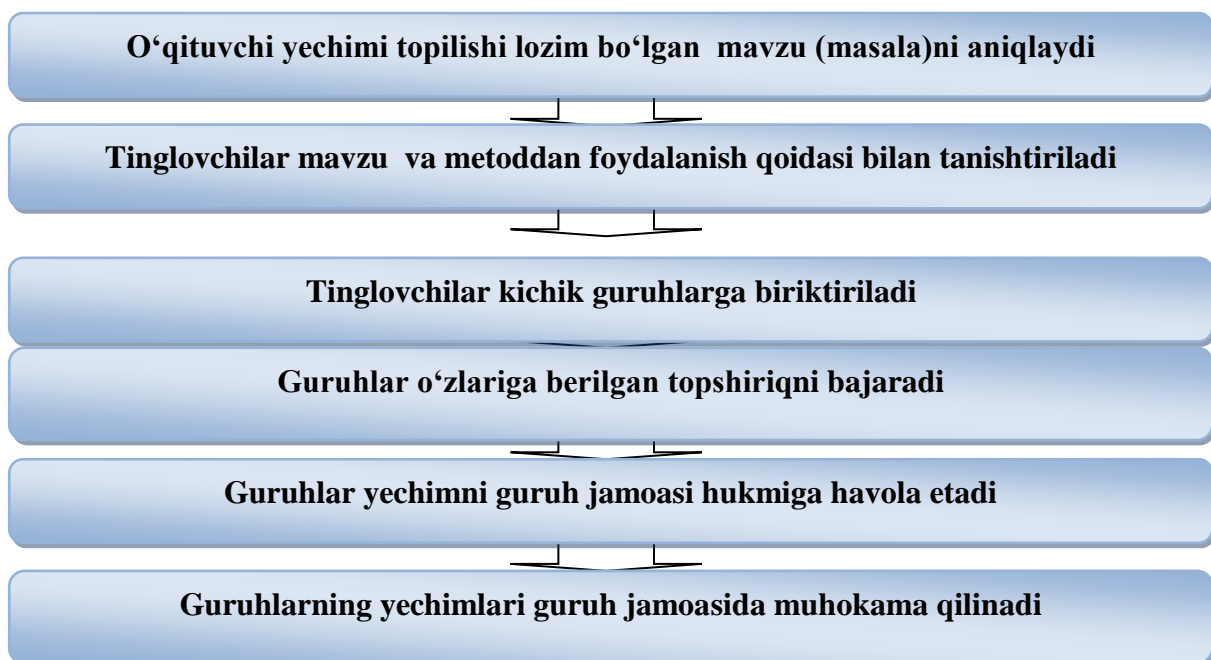 O‘qituvchi yechimi topilishi lozim bo‘lgan mavzu (masala)ni aniqlaydi
Tinglovchilar mavzu va metoddan foydalanish qoidasi bilan tanishtiriladi
Tinglovchilar kichik guruhlarga biriktiriladi
Guruhlar o‘zlariga berilgan topshiriqni bajaradi
Guruhlar yechimni guruh jamoasi hukmiga havola etadi
Guruhlarning yechimlari guruh jamoasida muhokama qilinadi